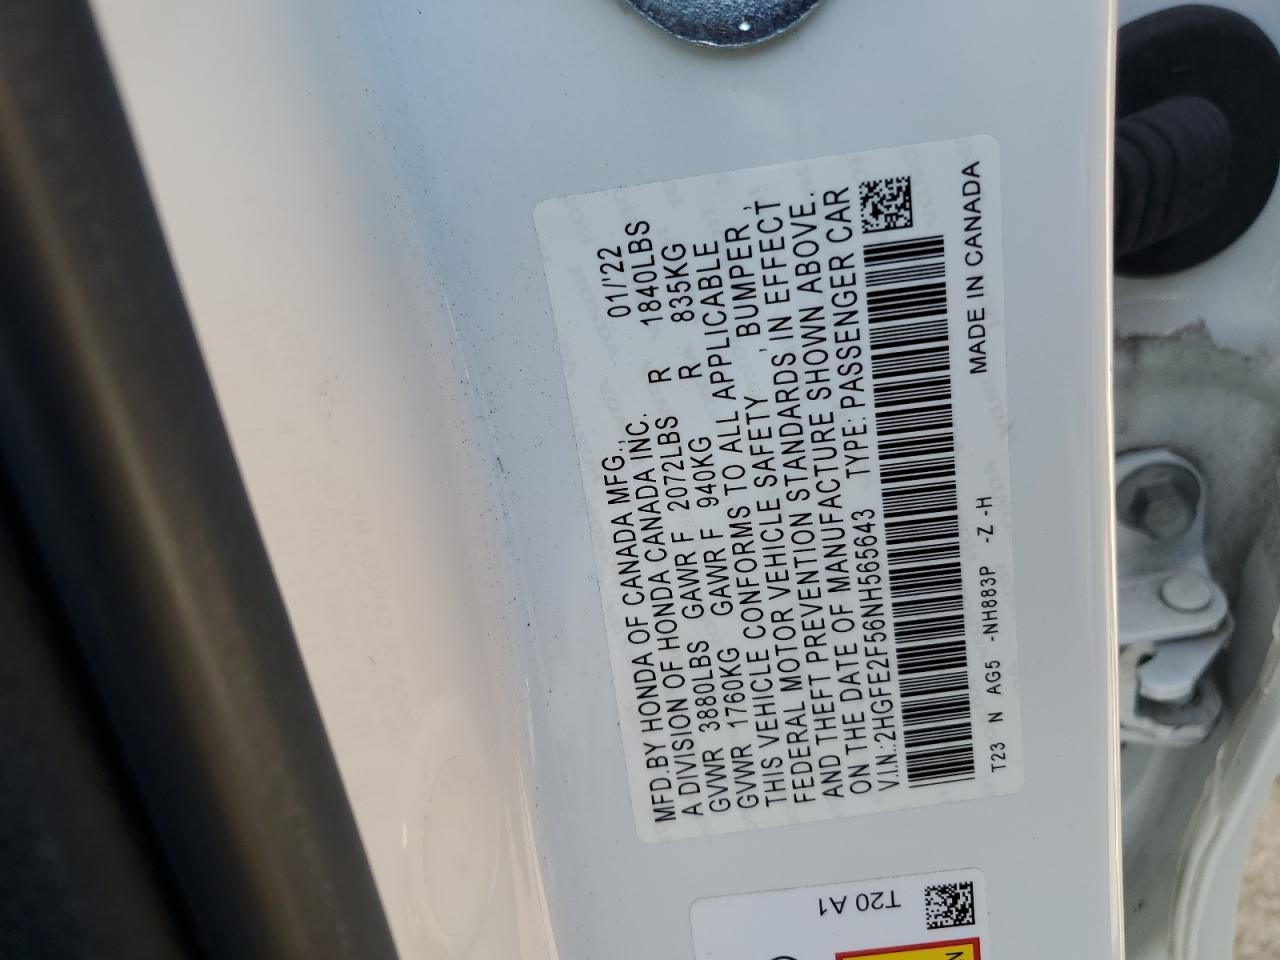 MFD.BY HONDA OF CANADA MFG., 01/'22
A DIVISION OF HONDA CANADA INC.
GVWR 3880LBS GAWR F 2072LBS R 1840LBS
GVWR 1760KG GAWR F 940KG R 835KG
THIS VEHICLE CONFORMS TO ALL APPLICABLE
FEDERAL MOTOR VEHICLE SAFETY, BUMPER,
AND THEFT PREVENTION STANDARDS IN EFFECT
ON THE DATE OF MANUFACTURE SHOWN ABOVE.
V.I.N.:2HGFE2F56NH565643 TYPE: PASSENGER CAR
T23 N AG5 -NH883P -Z -H MADE IN CANADA
T20 A1